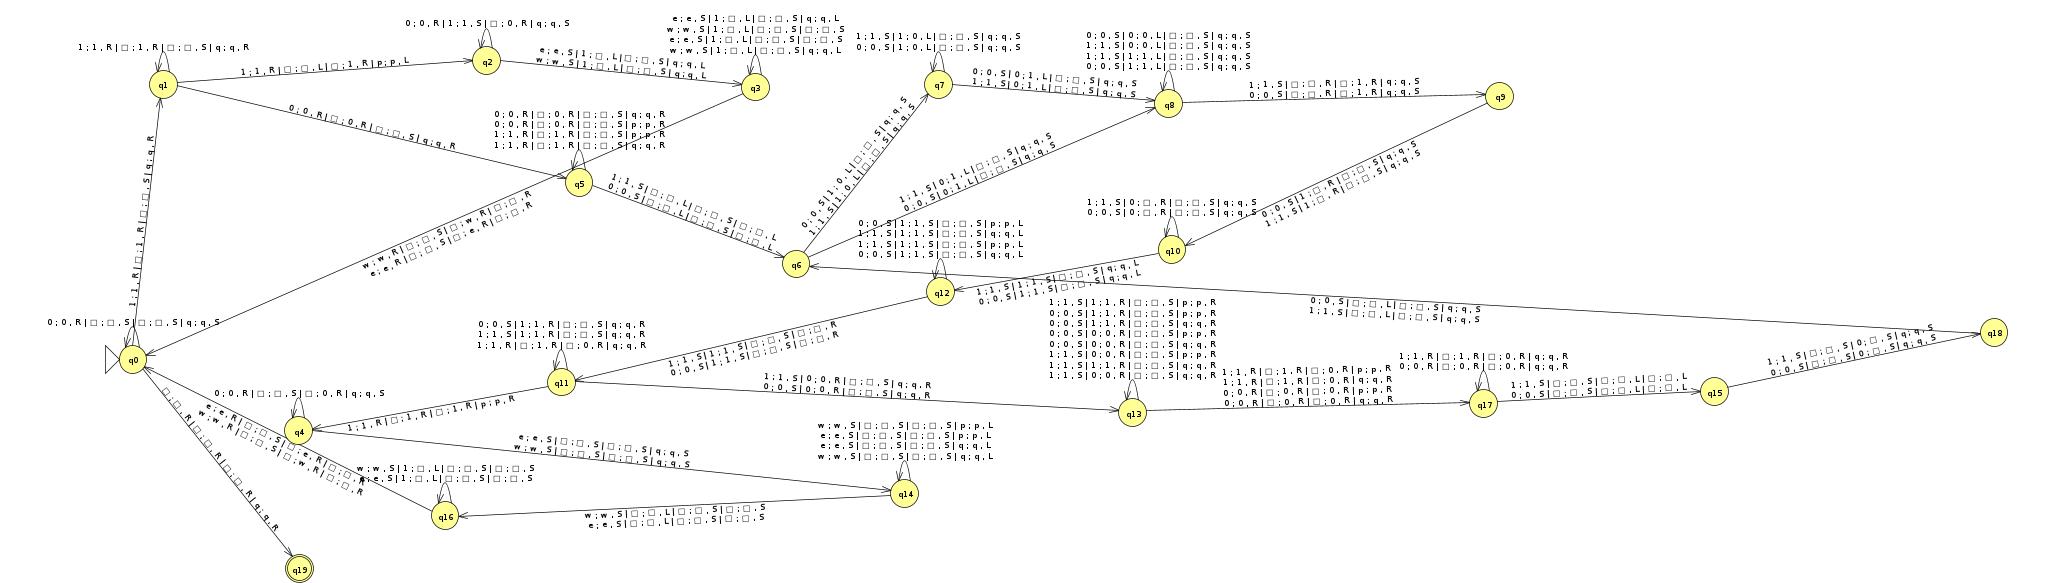 e ; e , S | 1 ; □ , L | □ ; □ , S | q ; q , L
w ; w , S | 1 ; □ , L | □ ; □ , S | □ ; □ , S
e ; e , S | 1 ; □ , L | □ ; □ , S | □ ; □ , S
w ; w , S | 1 ; □ , L | □ ; □ , S | q ; q , L
0 ; 0 , R | 1 ; 1 , S | □ ; 0 , R | q ; q , S
1 ; 1 , R | □ ; 1 , R | □ ; □ , S | q ; q , R
q2
e ; e , S | 1 ; □ , L | □ ; □ , S | q ; q , L
w ; w , S | 1 ; □ , L | □ ; □ , S | q ; q , L
1 ; 1 , R | □ ; □ , L | □ ; 1 , R | p ; p , L
1 ; 1 , S | 1 ; 0 , L | □ ; □ , S | q ; q , S
0 ; 0 , S | 1 ; 0 , L | □ ; □ , S | q ; q , S
0 ; 0 , S | 0 ; 0 , L | □ ; □ , S | q ; q , S
1 ; 1 , S | 0 ; 0 , L | □ ; □ , S | q ; q , S
1 ; 1 , S | 1 ; 1 , L | □ ; □ , S | q ; q , S
0 ; 0 , S | 1 ; 1 , L | □ ; □ , S | q ; q , S
q1
q3
q7
0 ; 0 , S | 0 ; 1 , L | □ ; □ , S | q ; q , S
1 ; 1 , S | 0 ; 1 , L | □ ; □ , S | q ; q , S
q8
1 ; 1 , S | □ ; □ , R | □ ; 1 , R | q ; q , S
0 ; 0 , S | □ ; □ , R | □ ; 1 , R | q ; q , S
q9
0 ; 0 , R | □ ; 0 , R | □ ; □ , S | q ; q , R
0 ; 0 , R | □ ; 0 , R | □ ; □ , S | q ; q , R
0 ; 0 , R | □ ; 0 , R | □ ; □ , S | p ; p , R
1 ; 1 , R | □ ; 1 , R | □ ; □ , S | p ; p , R
1 ; 1 , R | □ ; 1 , R | □ ; □ , S | q ; q , R
q5
1 ; 1 , S | □ ; □ , L | □ ; □ , S | □ ; □ , L
0 ; 0 , S | □ ; □ , L | □ ; □ , S | □ ; □ , L
0 ; 0 , S | 1 ; 0 , L | □ ; □ , S | q ; q , S
1 ; 1 , S | 1 ; 0 , L | □ ; □ , S | q ; q , S
1 ; 1 , S | 0 ; 1 , L | □ ; □ , S | q ; q , S
0 ; 0 , S | 0 ; 1 , L | □ ; □ , S | q ; q , S
0 ; 0 , S | 1 ; □ , R | □ ; □ , S | q ; q , S
1 ; 1 , S | 1 ; □ , R | □ ; □ , S | q ; q , S
1 ; 1 , R | □ ; 1 , R | □ ; □ , S | q ; q , R
w ; w , R | □ ; □ , S | □ ; w , R | □ ; □ , R
e ; e , R | □ ; □ , S | □ ; e , R | □ ; □ , R
1 ; 1 , S | 0 ; □ , R | □ ; □ , S | q ; q , S
0 ; 0 , S | 0 ; □ , R | □ ; □ , S | q ; q , S
q10
0 ; 0 , S | 1 ; 1 , S | □ ; □ , S | p ; p , L
1 ; 1 , S | 1 ; 1 , S | □ ; □ , S | q ; q , L
1 ; 1 , S | 1 ; 1 , S | □ ; □ , S | p ; p , L
0 ; 0 , S | 1 ; 1 , S | □ ; □ , S | q ; q , L
q6
q12
1 ; 1 , S | 1 ; 1 , S | □ ; □ , S | q ; q , L
0 ; 0 , S | 1 ; 1 , S | □ ; □ , S | q ; q , L
0 ; 0 , S | □ ; □ , L | □ ; □ , S | q ; q , S
1 ; 1 , S | □ ; □ , L | □ ; □ , S | q ; q , S
0 ; 0 , R | □ ; □ , S | □ ; □ , S | q ; q , S
q0
1 ; 1 , S | 1 ; 1 , R | □ ; □ , S | p ; p , R
0 ; 0 , S | 1 ; 1 , R | □ ; □ , S | p ; p , R
0 ; 0 , S | 1 ; 1 , R | □ ; □ , S | q ; q , R
0 ; 0 , S | 0 ; 0 , R | □ ; □ , S | p ; p , R
0 ; 0 , S | 0 ; 0 , R | □ ; □ , S | q ; q , R
1 ; 1 , S | 0 ; 0 , R | □ ; □ , S | p ; p , R
1 ; 1 , S | 1 ; 1 , R | □ ; □ , S | q ; q , R
1 ; 1 , S | 0 ; 0 , R | □ ; □ , S | q ; q , R
0 ; 0 , S | 1 ; 1 , R | □ ; □ , S | q ; q , R
1 ; 1 , S | 1 ; 1 , R | □ ; □ , S | q ; q , R
1 ; 1 , R | □ ; 1 , R | □ ; 0 , R | q ; q , R
1 ; 1 , S | 1 ; 1 , S | □ ; □ , S | □ ; □ , R
0 ; 0 , S | 1 ; 1 , S | □ ; □ , S | □ ; □ , R
q18
1 ; 1 , S | □ ; □ , S | 0 ; □ , S | q ; q , S
0 ; 0 , S | □ ; □ , S | 0 ; □ , S | q ; q , S
1 ; 1 , R | □ ; 1 , R | □ ; 0 , R | q ; q , R
0 ; 0 , R | □ ; 0 , R | □ ; 0 , R | q ; q , R
1 ; 1 , R | □ ; 1 , R | □ ; 0 , R | p ; p , R
1 ; 1 , R | □ ; 1 , R | □ ; 0 , R | q ; q , R
0 ; 0 , R | □ ; 0 , R | □ ; 0 , R | p ; p , R
0 ; 0 , R | □ ; 0 , R | □ ; 0 , R | q ; q , R
q11
1 ; 1 , S | 0 ; 0 , R | □ ; □ , S | q ; q , R
0 ; 0 , S | 0 ; 0 , R | □ ; □ , S | q ; q , R
q13
q17
1 ; 1 , S | □ ; □ , S | □ ; □ , L | □ ; □ , L
0 ; 0 , S | □ ; □ , S | □ ; □ , L | □ ; □ , L
q15
0 ; 0 , R | □ ; □ , S | □ ; 0 , R | q ; q , S
q4
1 ; 1 , R | □ ; 1 , R | □ ; 1 , R | p ; p , R
e ; e , R | □ ; □ , S | □ ; e , R | □ ; □ , R
w ; w , R | □ ; □ , S | □ ; w , R | □ ; □ , R
□ ; □ , R | □ ; □ , R | □ ; □ , R | q ; q , R
e ; e , S | □ ; □ , S | □ ; □ , S | q ; q , S
w ; w , S | □ ; □ , S | □ ; □ , S | q ; q , S
w ; w , S | □ ; □ , S | □ ; □ , S | p ; p , L
e ; e , S | □ ; □ , S | □ ; □ , S | p ; p , L
e ; e , S | □ ; □ , S | □ ; □ , S | q ; q , L
w ; w , S | □ ; □ , S | □ ; □ , S | q ; q , L
q14
w ; w , S | 1 ; □ , L | □ ; □ , S | □ ; □ , S
e ; e , S | 1 ; □ , L | □ ; □ , S | □ ; □ , S
q16
w ; w , S | □ ; □ , L | □ ; □ , S | □ ; □ , S
e ; e , S | □ ; □ , L | □ ; □ , S | □ ; □ , S
q19